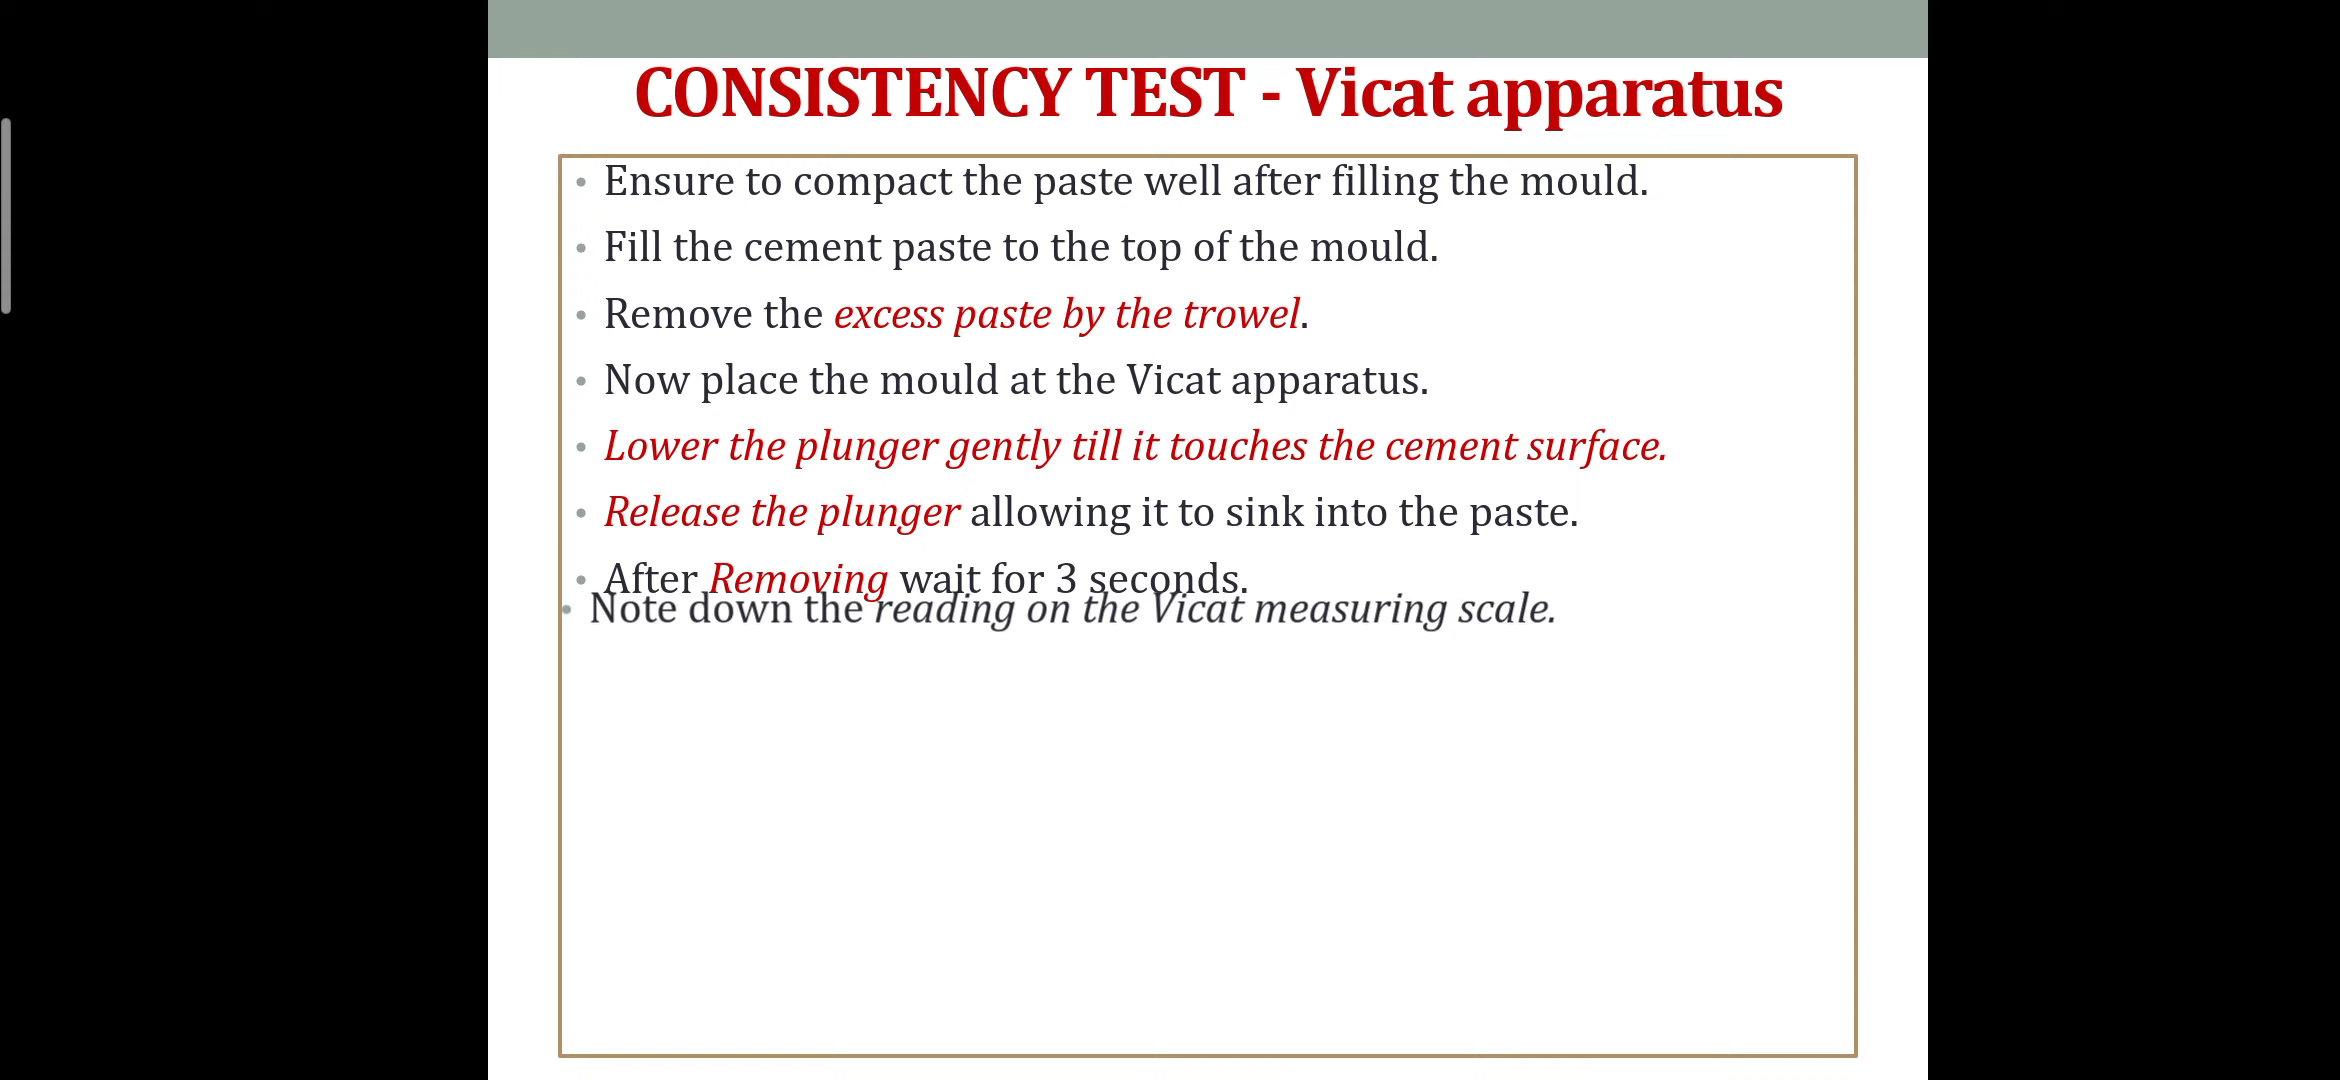 CONSISTENCY TEST - Vicat apparatus
• Ensure to compact the paste well after filling the mould.
• Fill the cement paste to the top of the mould.
• Remove the excess paste by the trowel.
• Now place the mould at the Vicat apparatus.
• Lower the plunger gently till it touches the cement surface.
• Release the plunger allowing it to sink into the paste.
• After Removing wait for 3 seconds.
• Note down the reading on the Vicat measuring scale.